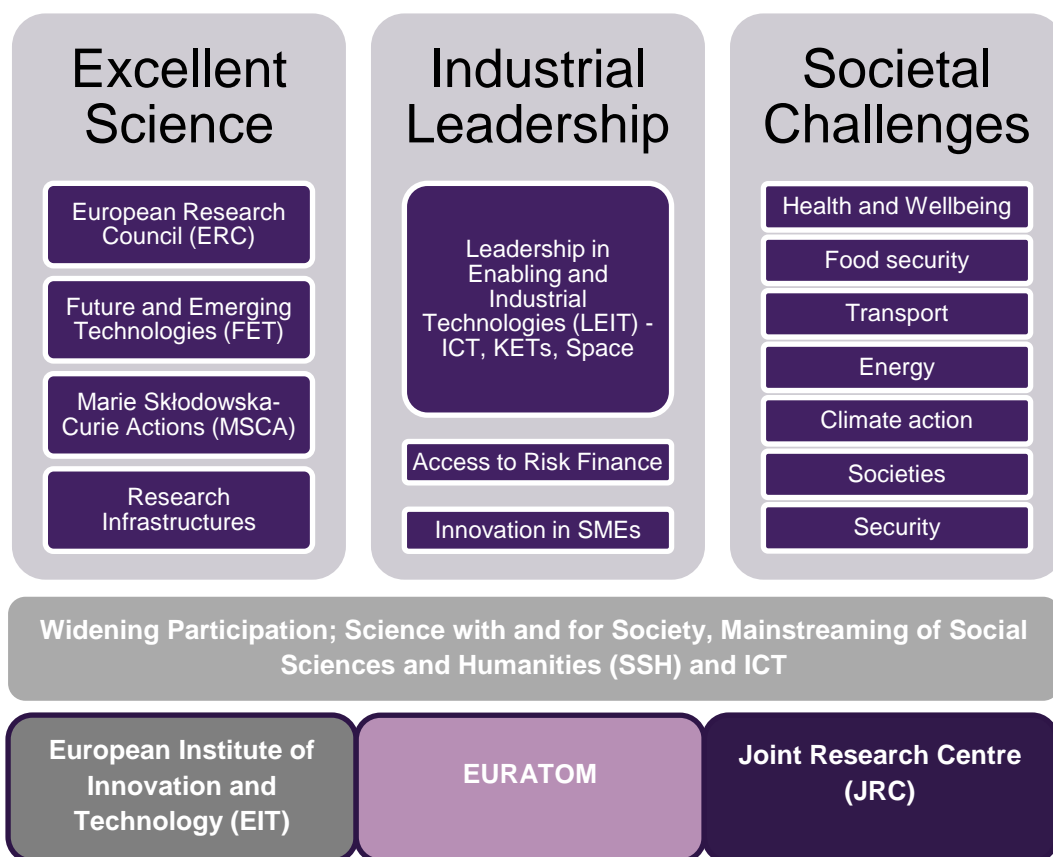 Excellent
Science
European Research
Council (ERC)
Future and Emerging
Technologies (FET)
Marie Skłodowska-
Curie Actions (MSCA)
Research
Infrastructures
Industrial
Leadership
Leadership in
Enabling and
Industrial
Technologies (LEIT) -
ICT, KETs, Space
Access to Risk Finance
Innovation in SMEs
Societal
Challenges
Health and Wellbeing
Food security
Transport
Energy
Climate action
Societies
Security
Widening Participation; Science with and for Society, Mainstreaming of Social
Sciences and Humanities (SSH) and ICT
European Institute of
Innovation and
Technology (EIT)
EURATOM
Joint Research Centre
(JRC)